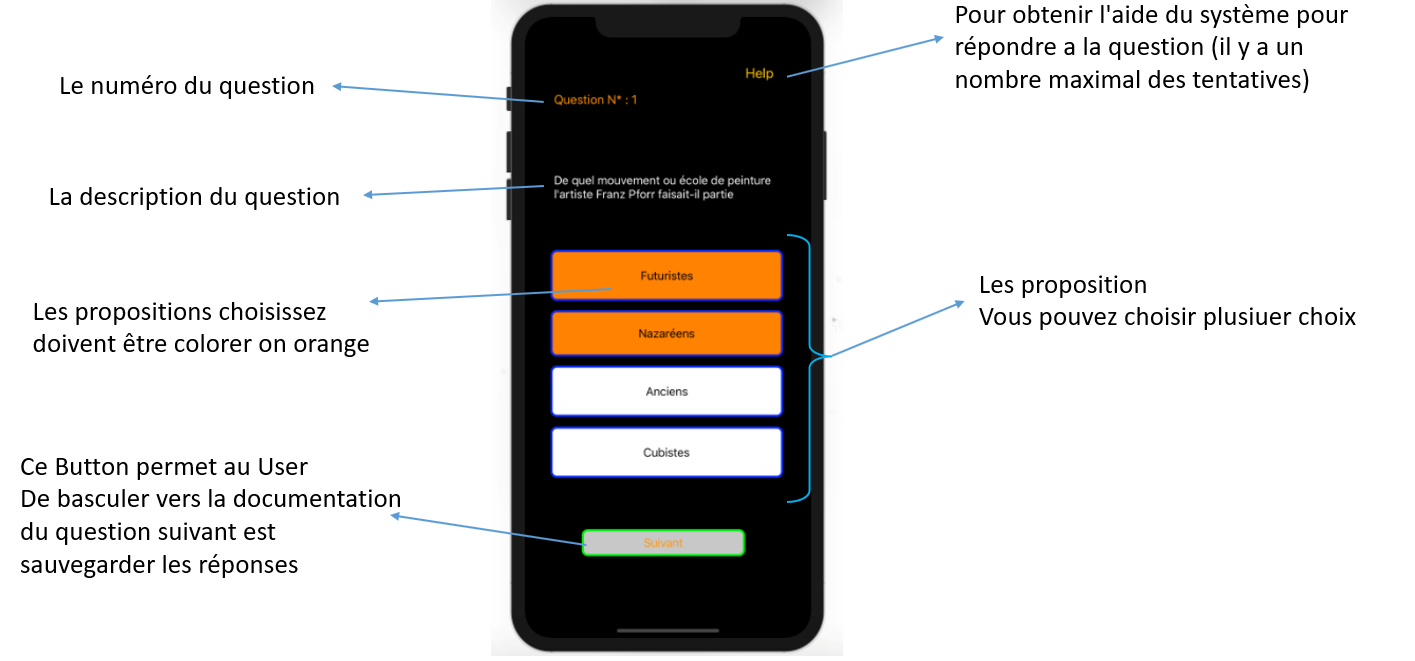 Pour obtenir l'aide du système pour
répondre a la question (il y a un
nombre maximal des tentatives)
Help
Le numéro du question
Question N* : 1
La description du question
De quel mouvement ou école de peinture
l'artiste Franz Pforr faisait-il partie
Futuristes
Les proposition
Vous pouvez choisir plusiuer choix
Les propositions choisissez
doivent être colorer on orange
Nazaréens
Anciens
Cubistes
Ce Button permet au User
De basculer vers la documentation
du question suivant est
sauvegarder les réponses
Suivant